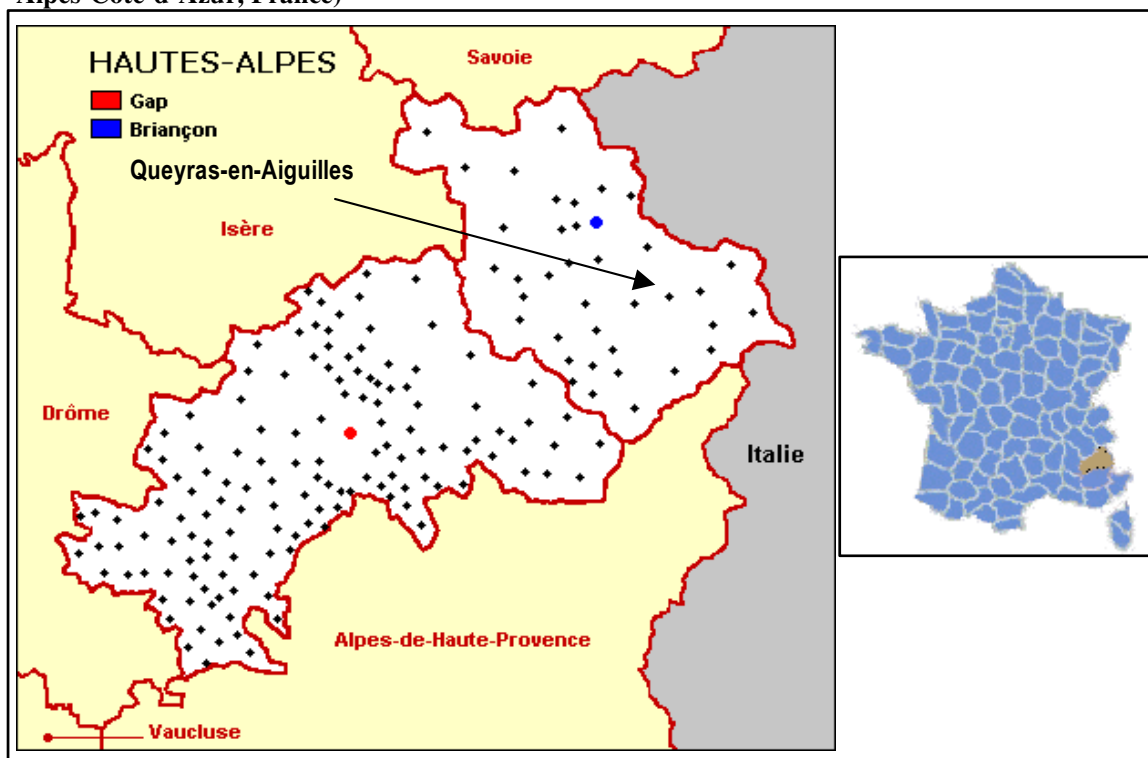 Alpes-Côte d'Azur, France)
HAUTES-ALPES
Gap
Briançon
Queyras-en-Aiguilles
Savoie
Isère
Drôme
Italie
Alpes-de-Haute-Provence
Vaucluse